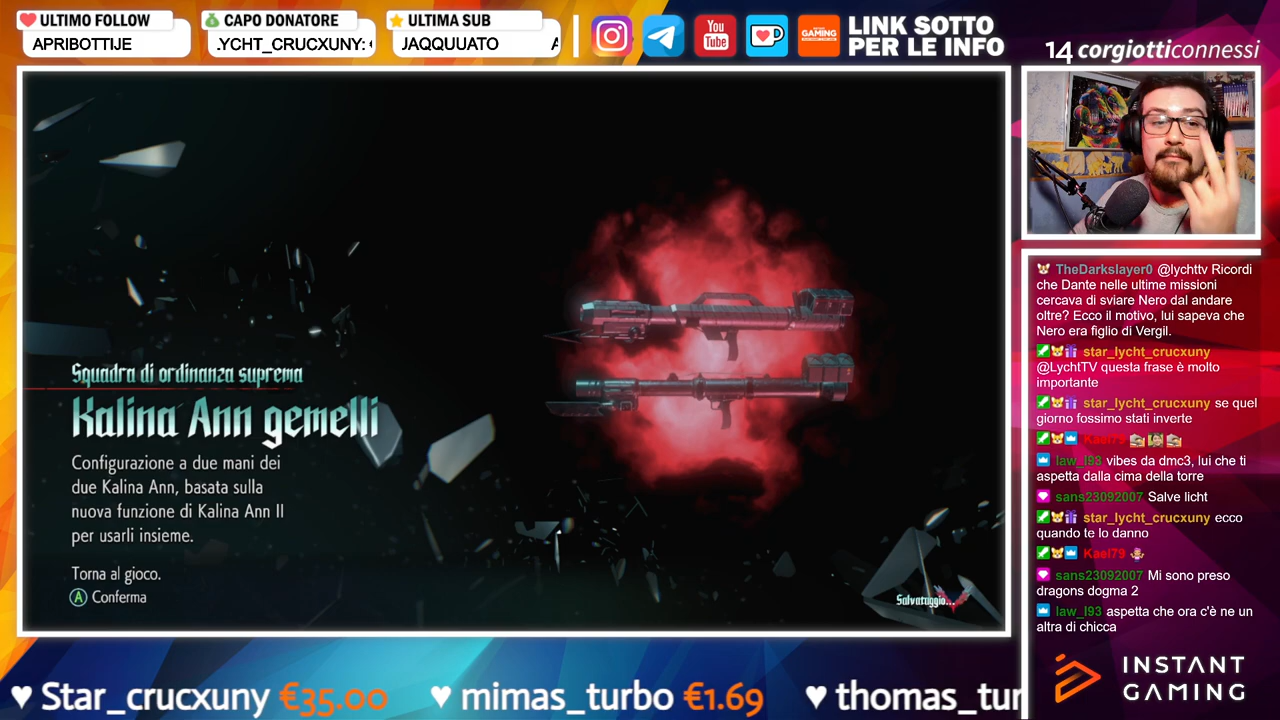 ULTIMO FOLLOW
APRIBOTTIJE
CAPO DONATORE
.YCHT_CRUCXUNY:
ULTIMA SUB
JAQQUUATO
A
You
Tube
GAMING
LINK SOTTO
PER LE INFO
14 corgiotticonnessi
Squadra di ordinanza suprema
Kalina Ann gemelli
Configurazione a due mani dei
due Kalina Ann, basata sulla
nuova funzione di Kalina Ann II
per usarli insieme.
Torna al gioco.
A Conferma
Salvataggio...
TheDarkslayer0 @lychttv Ricordi
che Dante nelle ultime missioni
cercava di sviare Nero dal andare
oltre? Ecco il motivo, lui sapeva che
Nero era figlio di Vergil.
star_lycht_crucxuny
@LychtTV questa frase è molto
importante
star_lycht_crucxuny se quel
giorno fossimo stati inverte
Kael79
law_l93 vibes da dmc3, lui che ti
aspetta dalla cima della torre
sans23092007 Salve licht
star_lycht_crucxuny ecco
quando te lo danno
Kael79
sans23092007 Mi sono preso
dragons dogma 2
law_l93 aspetta che ora c'è ne un
altra di chicca
INSTANT
GAMING
♥ Star_crucxuny €35.00 ♥ mimas_turbo €1.69 ♥ thomas_tur